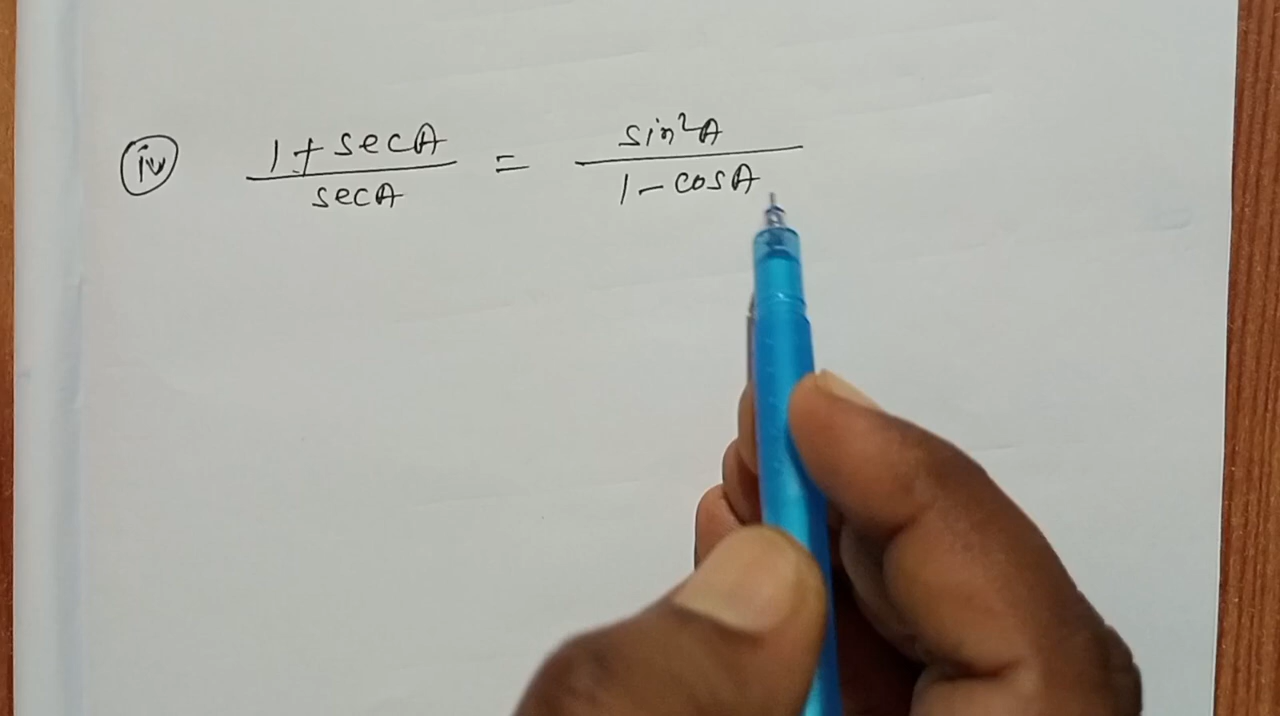 (iv) (1 + secA)/secA = sin²A/(1 - cosA)